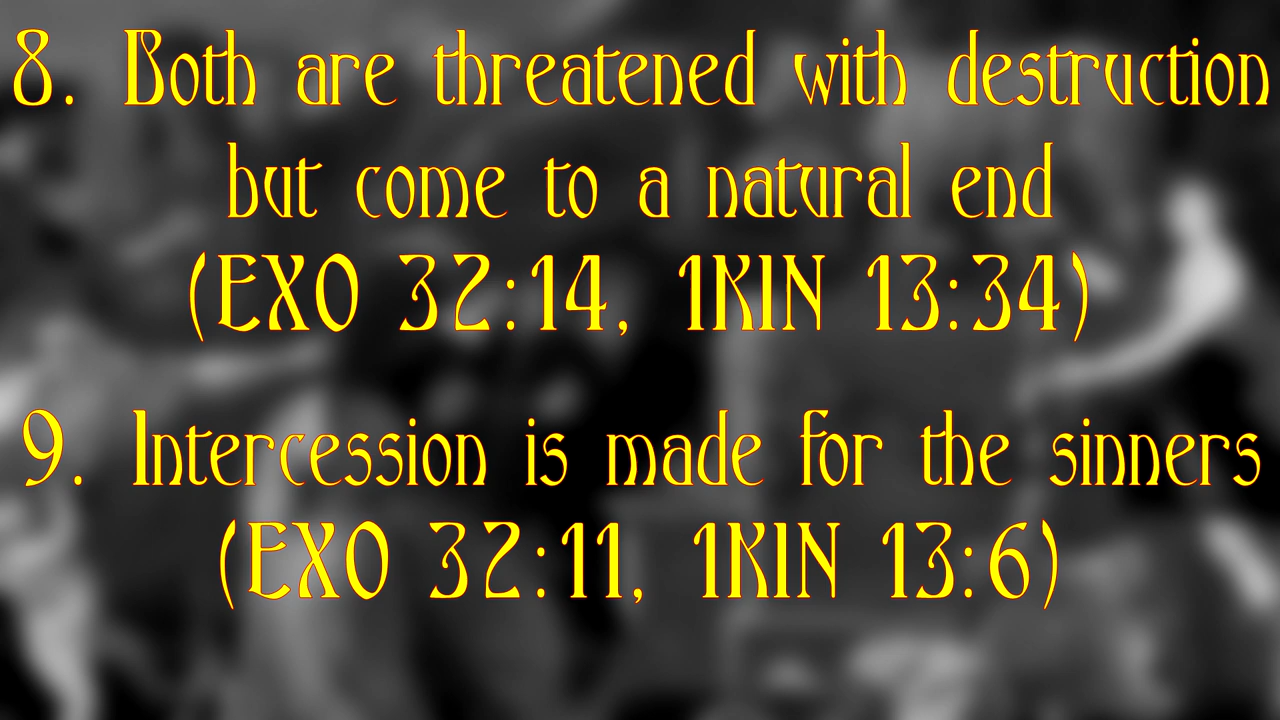 8. Both are threatened with destruction
but come to a natural end
(EXO 32:14, 1KIN 13:34)
9. Intercession is made for the sinners
(EXO 32:11, 1KIN 13:6)